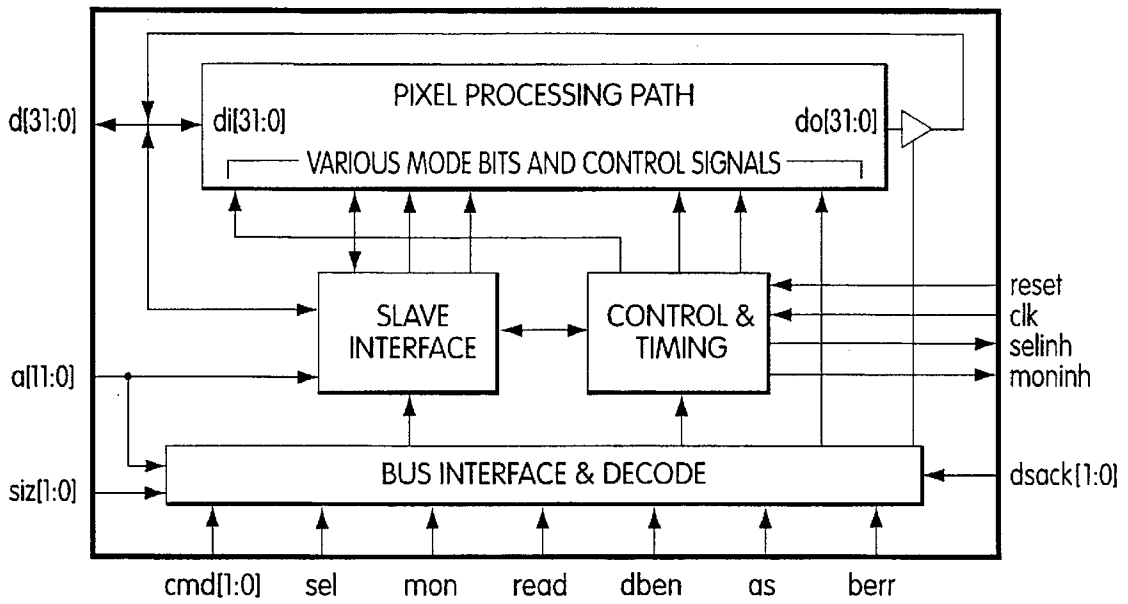 PIXEL PROCESSING PATH
d[31:0]
di[31:0]
do[31:0]
VARIOUS MODE BITS AND CONTROL SIGNALS
SLAVE
INTERFACE
CONTROL &
TIMING
reset
clk
selinh
moninh
a[11:0]
BUS INTERFACE & DECODE
siz[1:0]
dsack[1:0]
cmd[1:0]
sel
mon
read
dben
as
berr